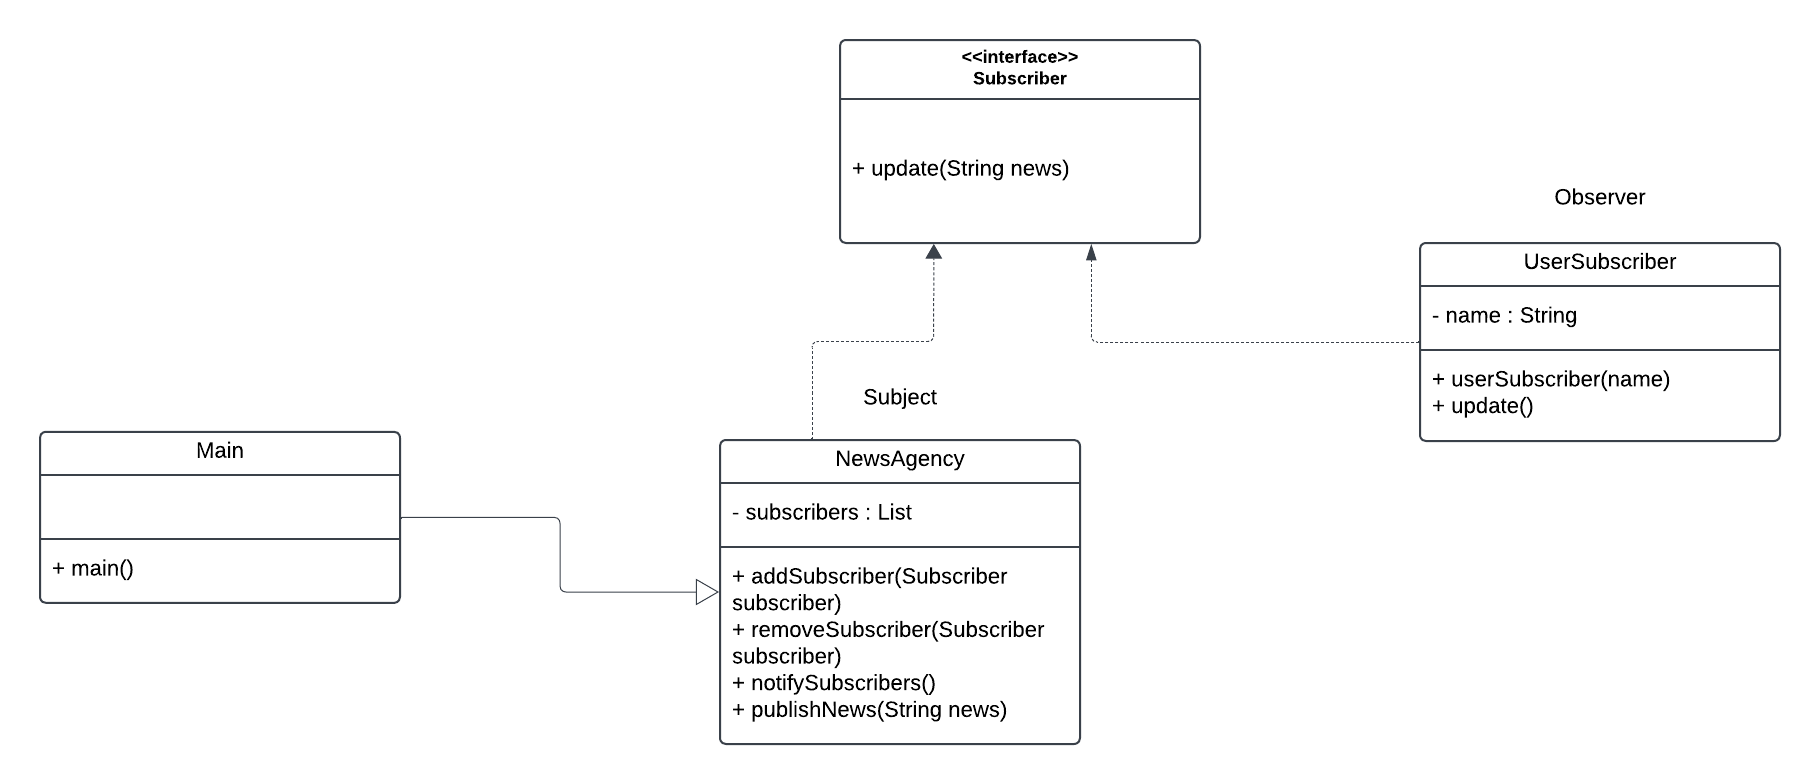 <<interface>>
Subscriber
+ update(String news)
Observer
UserSubscriber
- name : String
+ userSubscriber(name)
+ update()
Subject
NewsAgency
- subscribers : List
+ addSubscriber(Subscriber
subscriber)
+ removeSubscriber(Subscriber
subscriber)
+ notifySubscribers()
+ publishNews(String news)
Main
+ main()